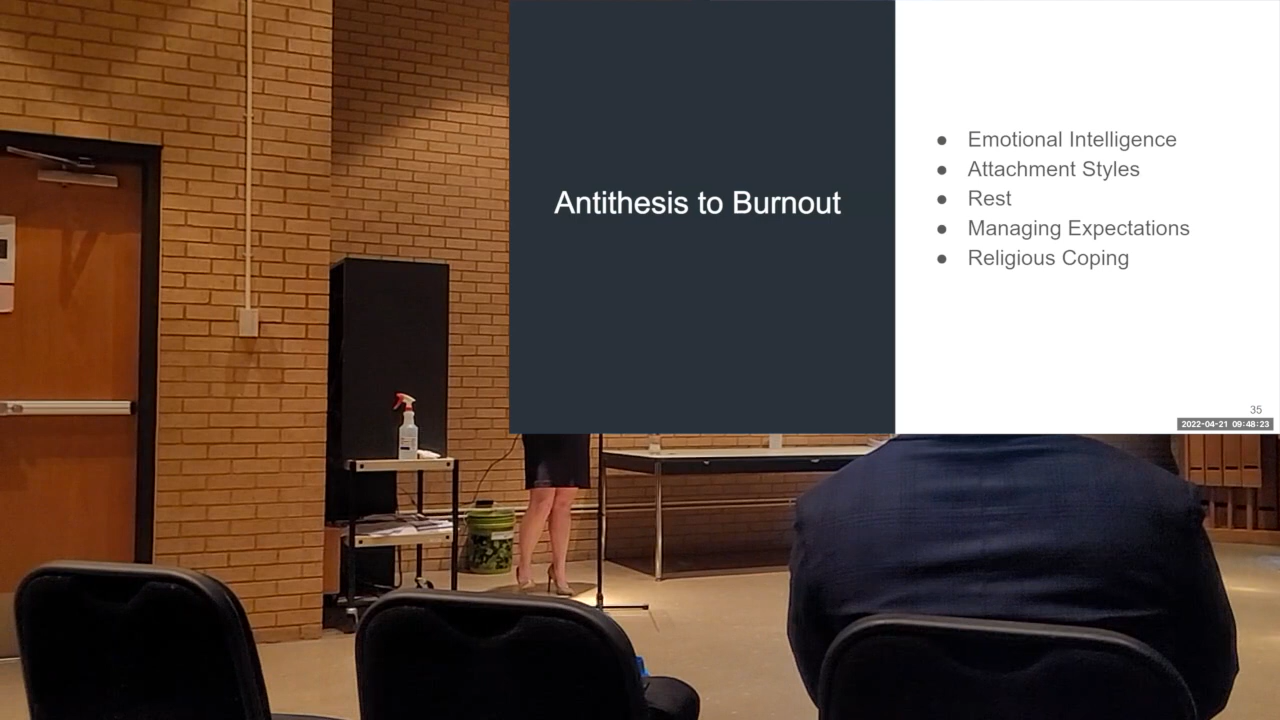 Antithesis to Burnout
● Emotional Intelligence
● Attachment Styles
● Rest
● Managing Expectations
● Religious Coping
35
2022-04-21 09:48:23